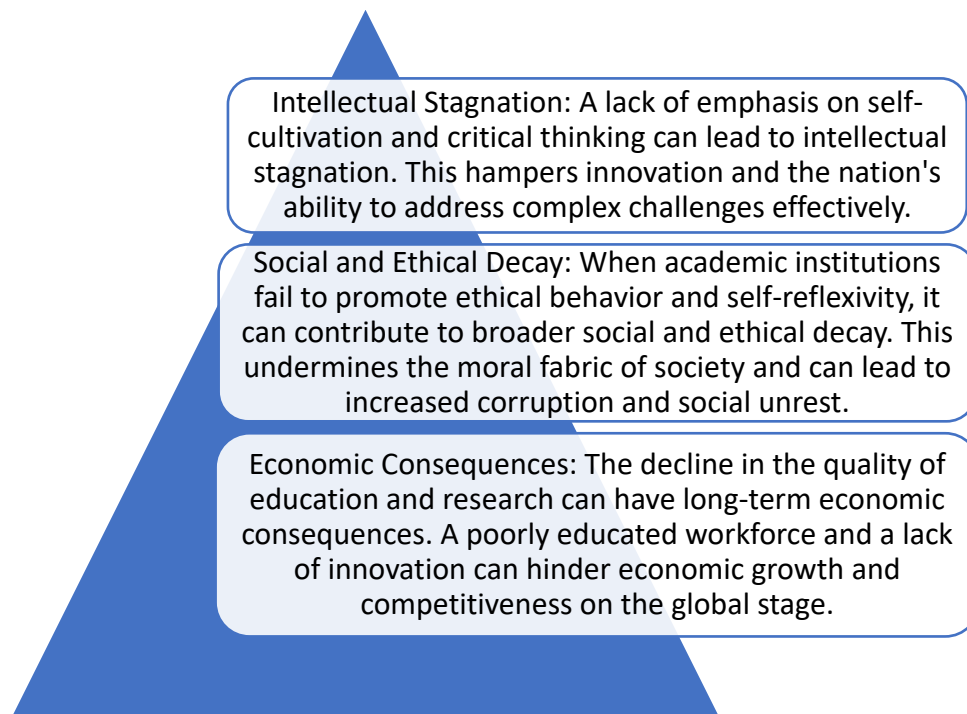 Intellectual Stagnation: A lack of emphasis on self-
cultivation and critical thinking can lead to intellectual
stagnation. This hampers innovation and the nation's
ability to address complex challenges effectively.
Social and Ethical Decay: When academic institutions
fail to promote ethical behavior and self-reflexivity, it
can contribute to broader social and ethical decay. This
undermines the moral fabric of society and can lead to
increased corruption and social unrest.
Economic Consequences: The decline in the quality of
education and research can have long-term economic
consequences. A poorly educated workforce and a lack
of innovation can hinder economic growth and
competitiveness on the global stage.